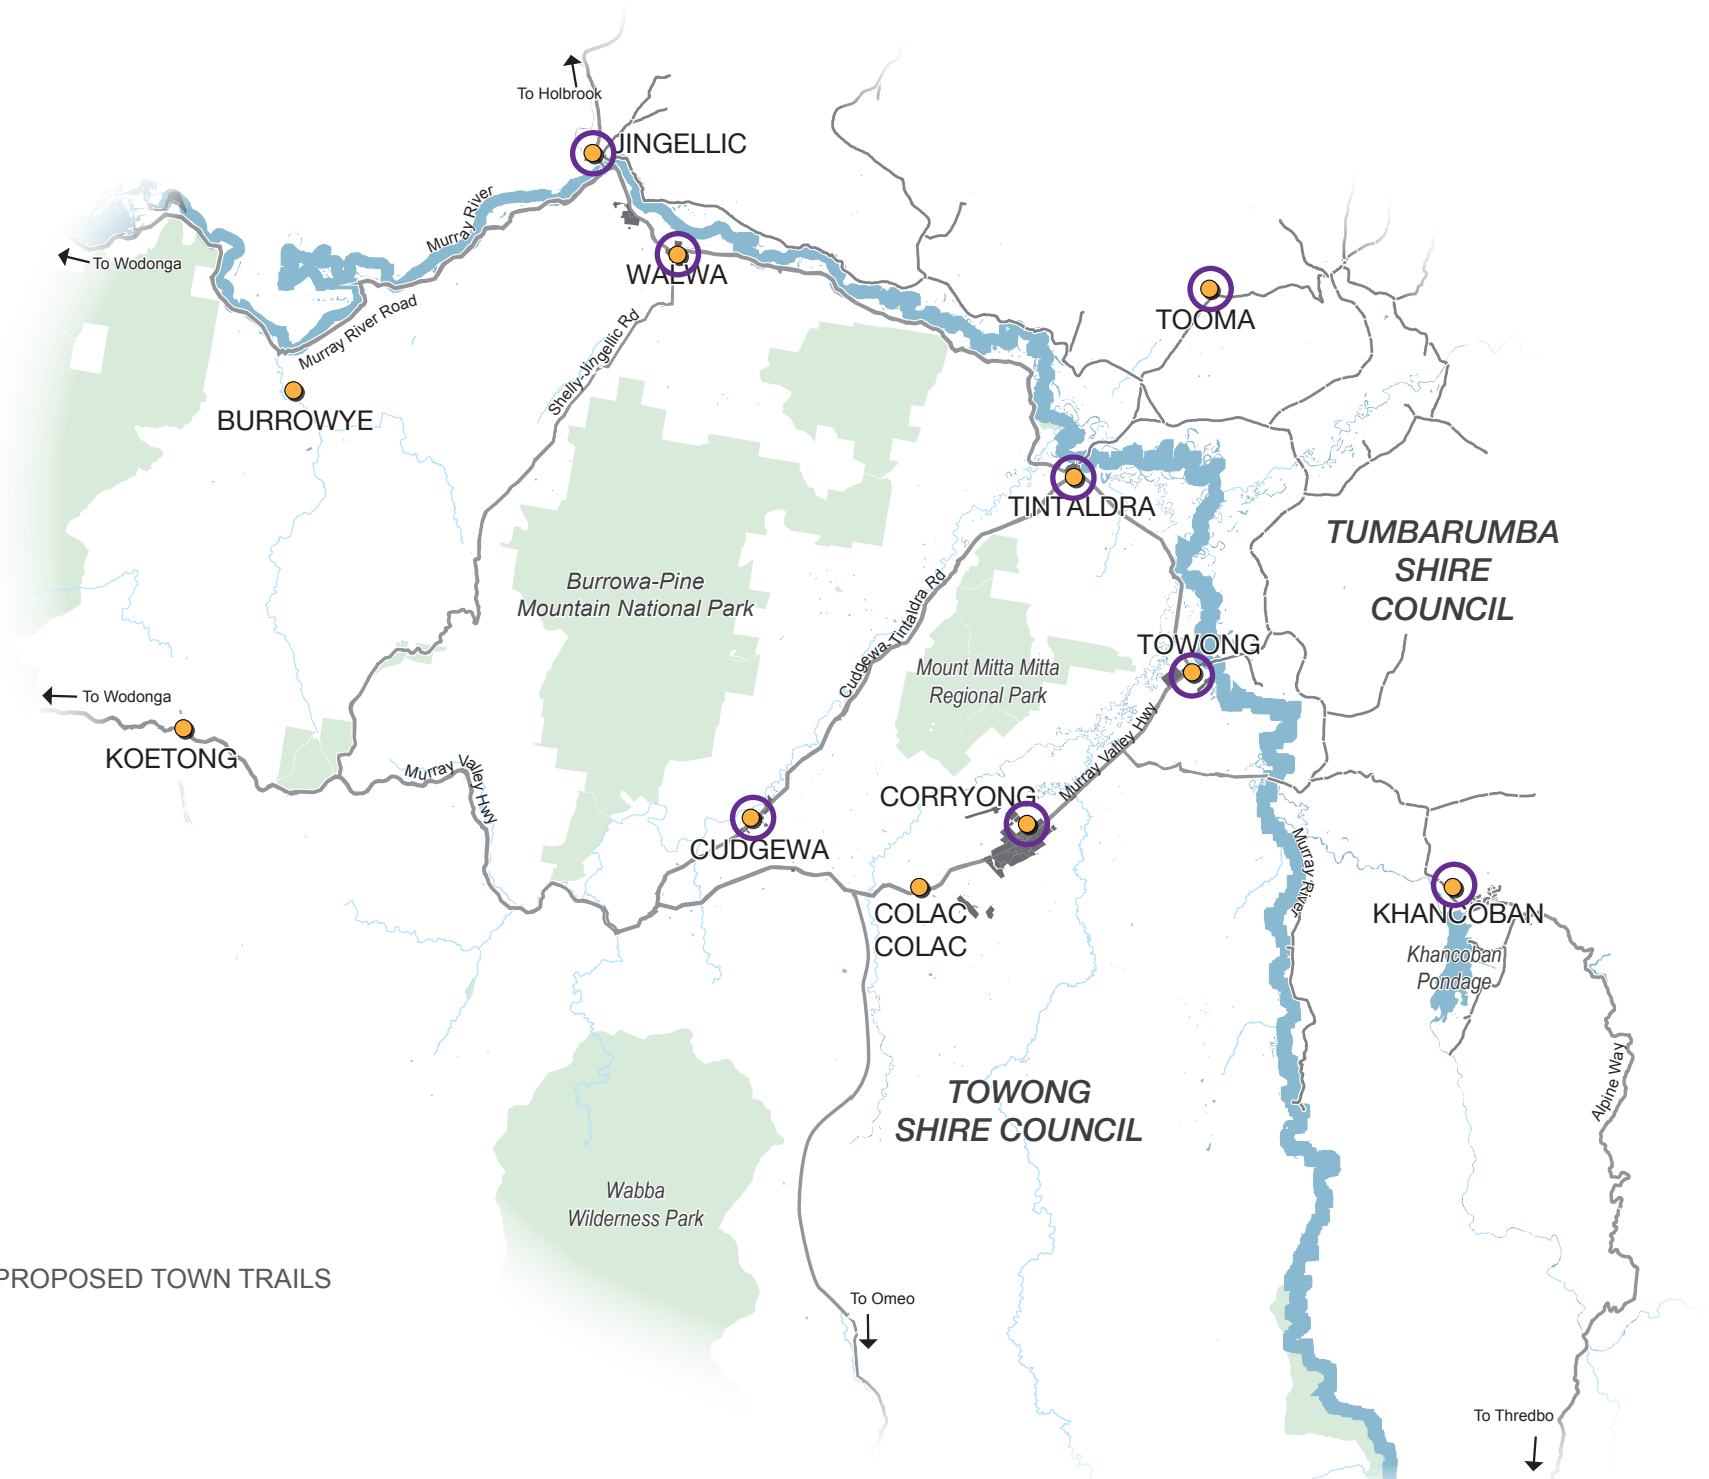 To Holbrook
JINGELLIC
Murray River
To Wodonga
WALWA
Murray River Road
TOOMA
Shelly-Jingellic Rd
BURROWYE
TINTALDRA
TUMBARUMBA
SHIRE
COUNCIL
Burrowa-Pine
Mountain National Park
Cudgewa-Tintaldra Rd
TOWONG
Mount Mitta Mitta
Regional Park
To Wodonga
KOETONG
Murray Valley Hwy
Murray Valley Hwy
CORRYONG
CUDGEWA
Murray River
COLAC
COLAC
KHANCOBAN
Khancoban
Pondage
Alpine Way
TOWONG
SHIRE COUNCIL
Wabba
Wilderness Park
PROPOSED TOWN TRAILS
To Omeo
To Thredbo